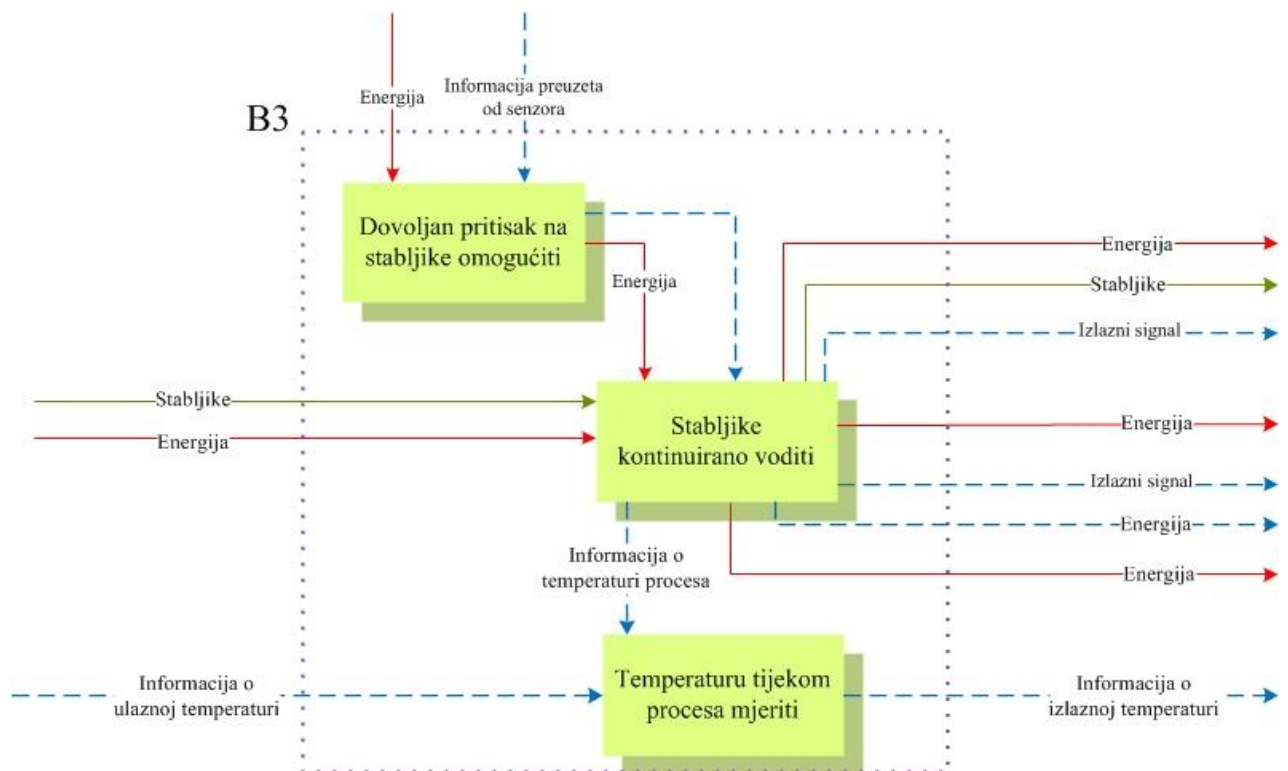 Energija
Informacija preuzeta
od senzora
B3
Dovoljan pritisak na
stabljike omogućiti
Energija
Energija
Stabljike
Izlazni signal
Stabljike
Energija
Stabljike
kontinuirano voditi
Energija
Izlazni signal
Energija
Energija
Informacija o
temperaturi procesa
Informacija o
ulaznoj temperaturi
Temperaturu tijekom
procesa mjeriti
Informacija o
izlaznoj temperaturi